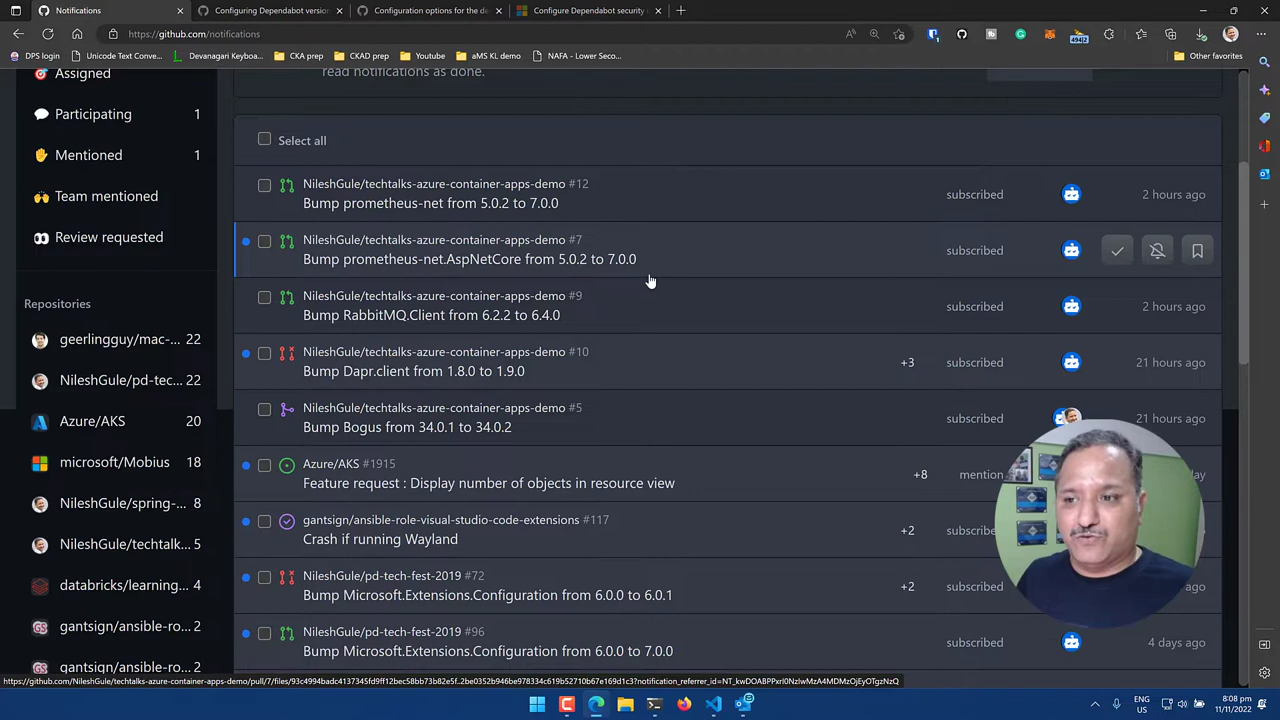 Notifications
Configuring Dependabot version
Configuration options for the de
Configure Dependabot security
https://github.com/notifications
DPS login
Unicode Text Conve...
Devanagari Keyboa...
CKA prep
CKAD prep
Youtube
aMS KL demo
NAFA - Lower Seco...
Other favorites
Assigned
read notifications as done.
Participating 1
Mentioned 1
Team mentioned
Review requested
Repositories
geerlingguy/mac-... 22
NileshGule/pd-tec... 22
Azure/AKS 20
microsoft/Mobius 18
NileshGule/spring-... 8
NileshGule/techtalk... 5
databricks/learning... 4
gantsign/ansible-ro... 2
gantsign/ansible-ro... 2
Select all
NileshGule/techtalks-azure-container-apps-demo #12
Bump prometheus-net from 5.0.2 to 7.0.0
subscribed
2 hours ago
NileshGule/techtalks-azure-container-apps-demo #7
Bump prometheus-net.AspNetCore from 5.0.2 to 7.0.0
subscribed
NileshGule/techtalks-azure-container-apps-demo #9
Bump RabbitMQ.Client from 6.2.2 to 6.4.0
subscribed
2 hours ago
NileshGule/techtalks-azure-container-apps-demo #10
Bump Dapr.client from 1.8.0 to 1.9.0
+3
subscribed
21 hours ago
NileshGule/techtalks-azure-container-apps-demo #5
Bump Bogus from 34.0.1 to 34.0.2
subscribed
21 hours ago
Azure/AKS #1915
Feature request : Display number of objects in resource view
+8
mention
gantsign/ansible-role-visual-studio-code-extensions #117
Crash if running Wayland
+2
subscribed
NileshGule/pd-tech-fest-2019 #72
Bump Microsoft.Extensions.Configuration from 6.0.0 to 6.0.1
+2
subscribed
ago
NileshGule/pd-tech-fest-2019 #96
Bump Microsoft.Extensions.Configuration from 6.0.0 to 7.0.0
subscribed
4 days ago
ENG
US
8:08 pm
11/11/2022